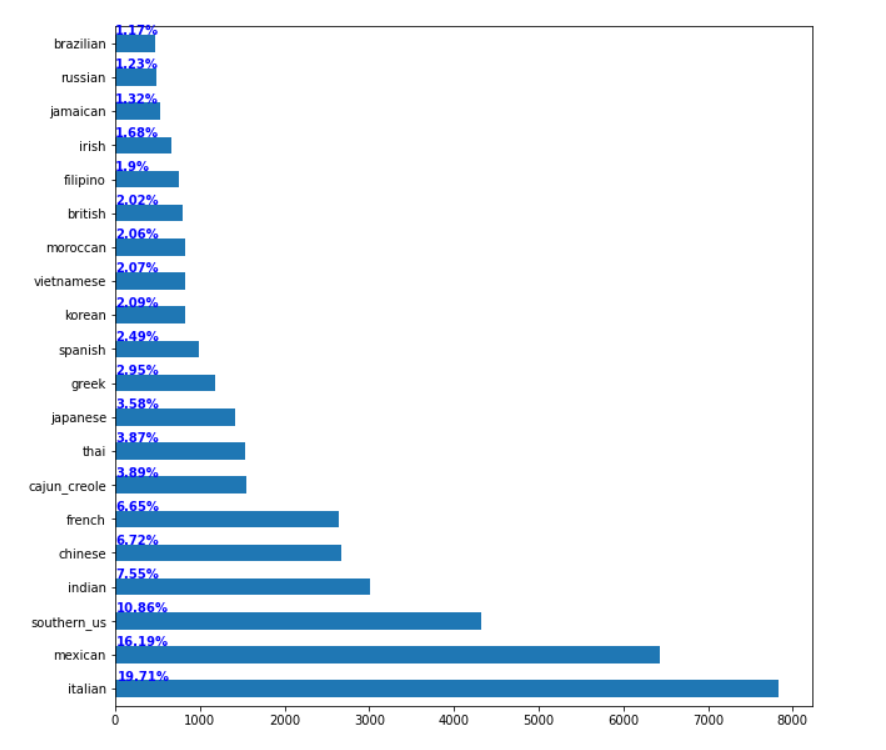 1.17%
brazilian
1.23%
russian
1.32%
jamaican
1.68%
irish
1.9%
filipino
2.02%
british
2.06%
moroccan
2.07%
vietnamese
2.09%
korean
2.49%
spanish
2.95%
greek
3.58%
japanese
3.87%
thai
3.89%
cajun_creole
6.65%
french
6.72%
chinese
7.55%
indian
10.86%
southern_us
16.19%
mexican
19.71%
italian
0 1000 2000 3000 4000 5000 6000 7000 8000